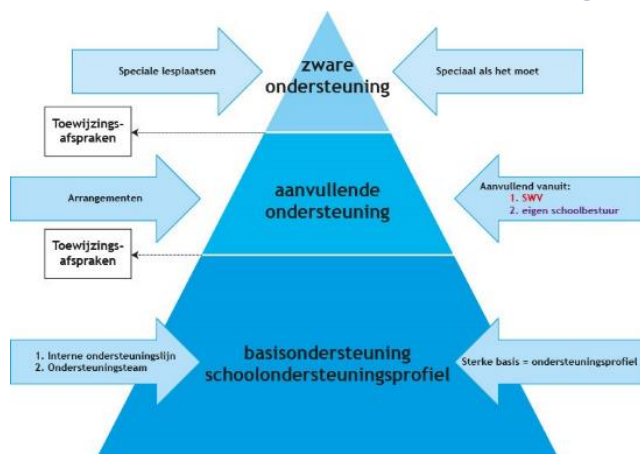 Speciale lesplaatsen
zware
ondersteuning
Speciaal als het moet
Toewijzings-
afspraken
Arrangementen
aanvullende
ondersteuning
Aanvullend vanuit:
1. SWV
2. eigen schoolbestuur
Toewijzings-
afspraken
1. Interne ondersteuningslijn
2. Ondersteuningsteam
basisondersteuning
schoolondersteuningsprofiel
Sterke basis = ondersteuningsprofiel